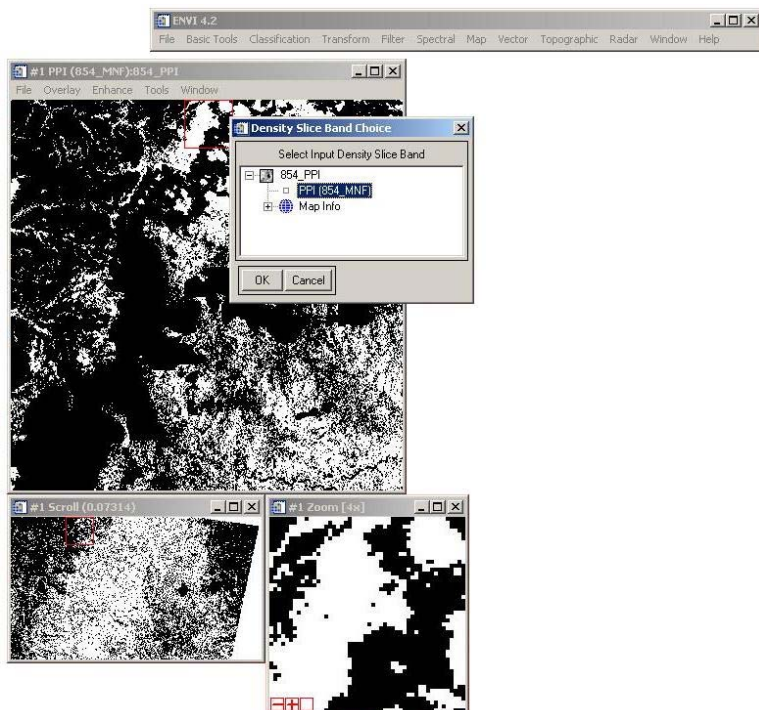 ENVI 4.2
File Basic Tools Classification Transform Filter Spectral Map Vector Topographic Radar Window Help
#1 PPI (854_MNF):854_PPI
File Overlay Enhance Tools Window
Density Slice Band Choice
Select Input Density Slice Band
854_PPI
PPI (854_MNF)
Map Info
OK Cancel
#1 Scroll (0.07314)
#1 Zoom [4x]